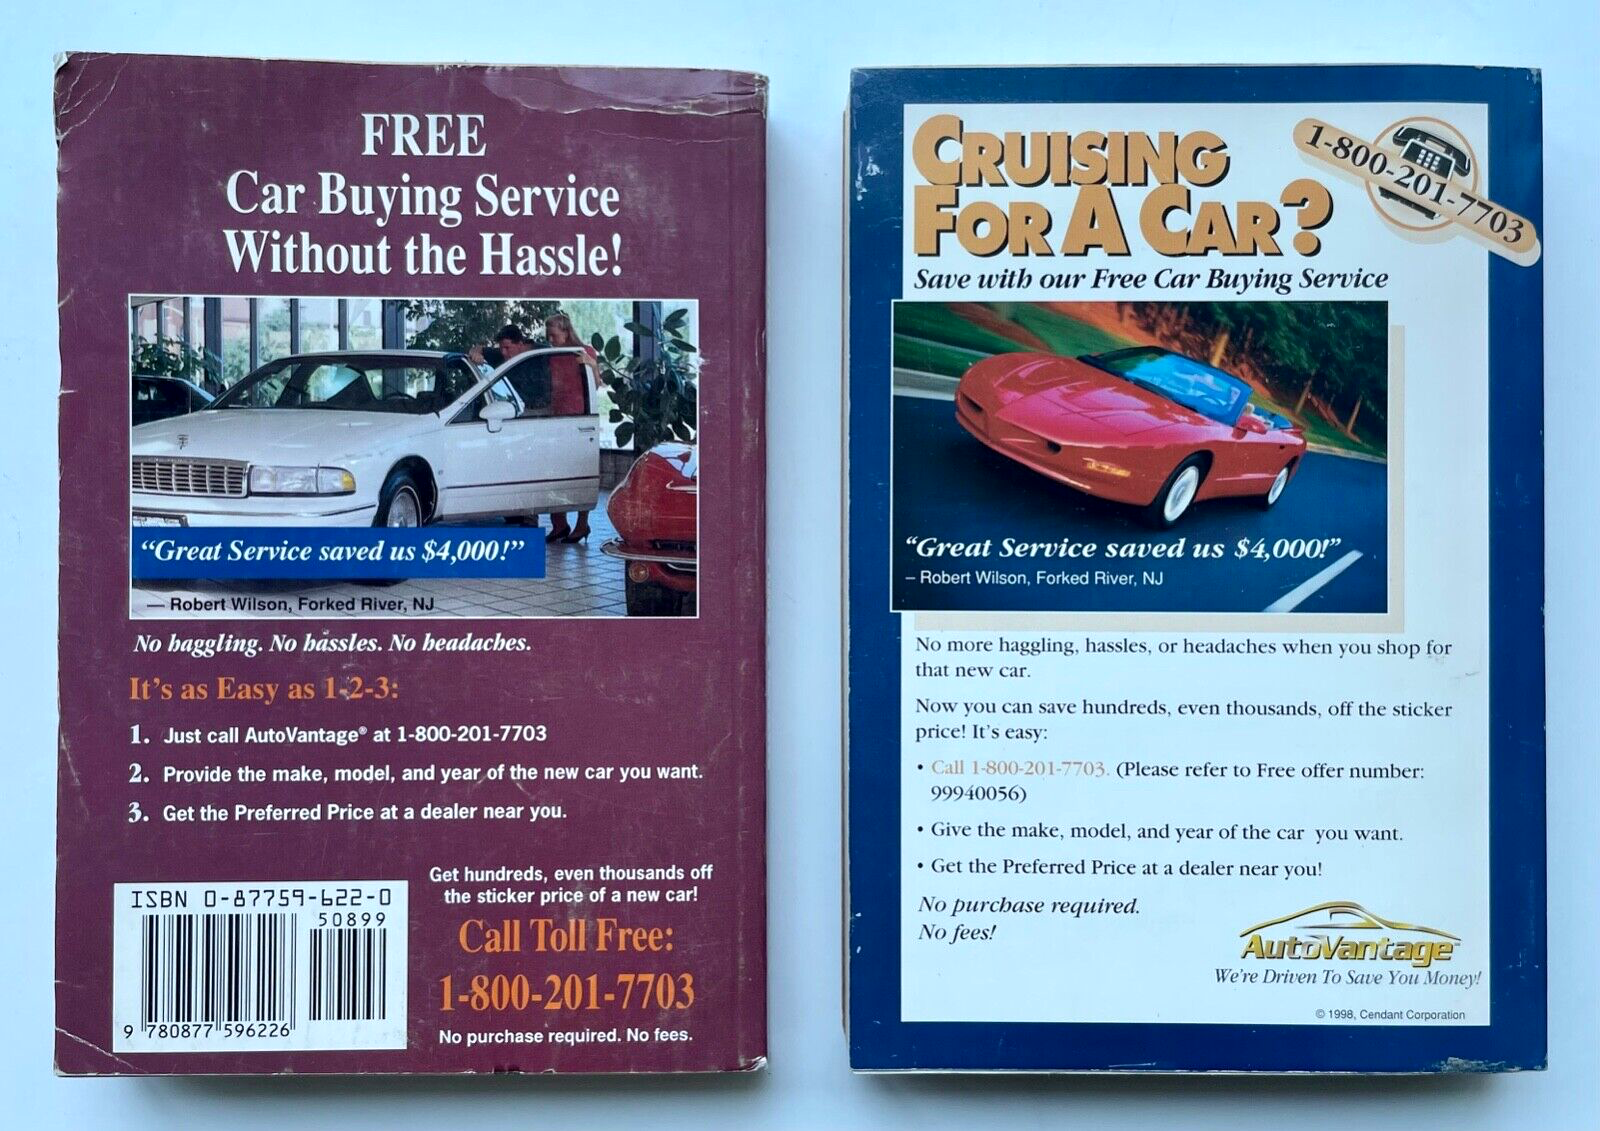 FREE
Car Buying Service
Without the Hassle!
“Great Service saved us $4,000!”
— Robert Wilson, Forked River, NJ
No haggling. No hassles. No headaches.
It's as Easy as 1-2-3:
1. Just call AutoVantage® at 1-800-201-7703
2. Provide the make, model, and year of the new car you want.
3. Get the Preferred Price at a dealer near you.
Get hundreds, even thousands off
the sticker price of a new car!
Call Toll Free:
1-800-201-7703
No purchase required. No fees.
ISBN 0-87759-622-0
50899
9 780877 596226
CRUISING
FOR A CAR?
1-800-201-7703
Save with our Free Car Buying Service
“Great Service saved us $4,000!”
– Robert Wilson, Forked River, NJ
No more haggling, hassles, or headaches when you shop for
that new car.
Now you can save hundreds, even thousands, off the sticker
price! It's easy:
• Call 1-800-201-7703. (Please refer to Free offer number:
99940056)
• Give the make, model, and year of the car you want.
• Get the Preferred Price at a dealer near you!
No purchase required.
No fees!
AutoVantage™
We're Driven To Save You Money!
© 1998, Cendant Corporation